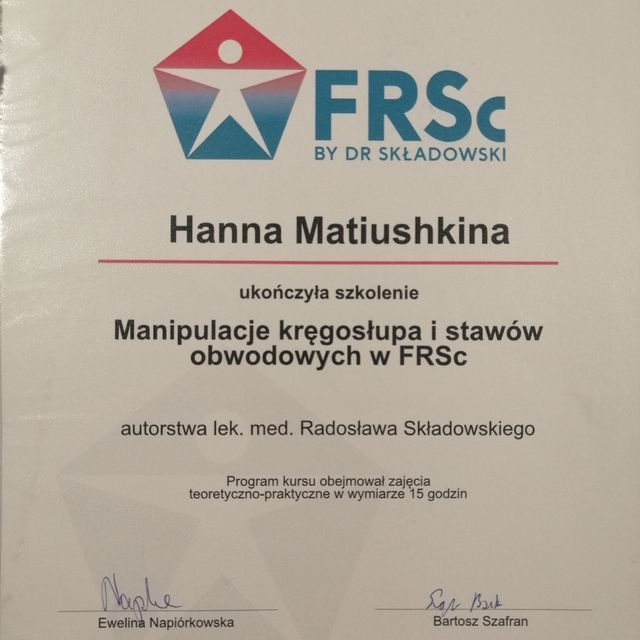 FRSc
BY DR SKŁADOWSKI
Hanna Matiushkina
ukończyła szkolenie
Manipulacje kręgosłupa i stawów
obwodowych w FRSc
autorstwa lek. med. Radosława Składowskiego
Program kursu obejmował zajęcia
teoretyczno-praktyczne w wymiarze 15 godzin
Ewelina Napiórkowska
Bartosz Szafran